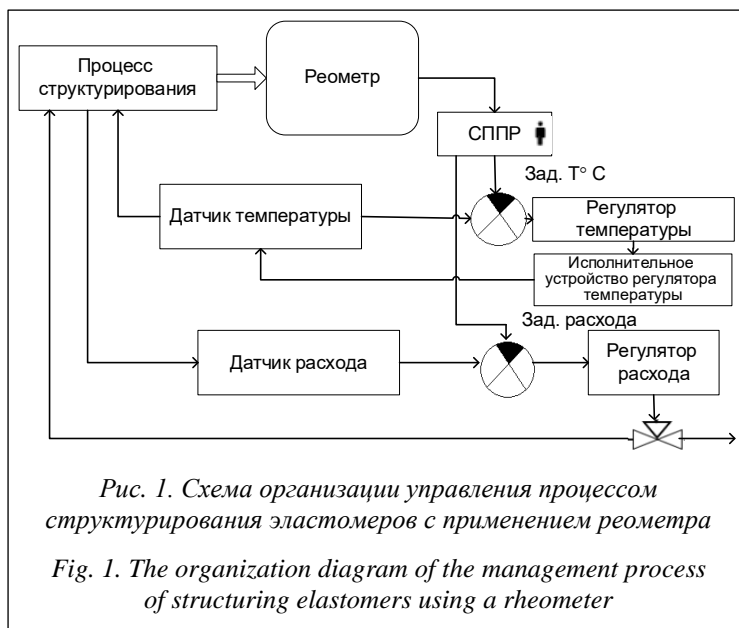 Процесс
структурирования
Реометр
СППР
Зад. T° C
Датчик температуры
Регулятор
температуры
Исполнительное
устройство регулятора
температуры
Зад. расхода
Датчик расхода
Регулятор
расхода
Рис. 1. Схема организации управления процессом
структурирования эластомеров с применением реометра
Fig. 1. The organization diagram of the management process
of structuring elastomers using a rheometer